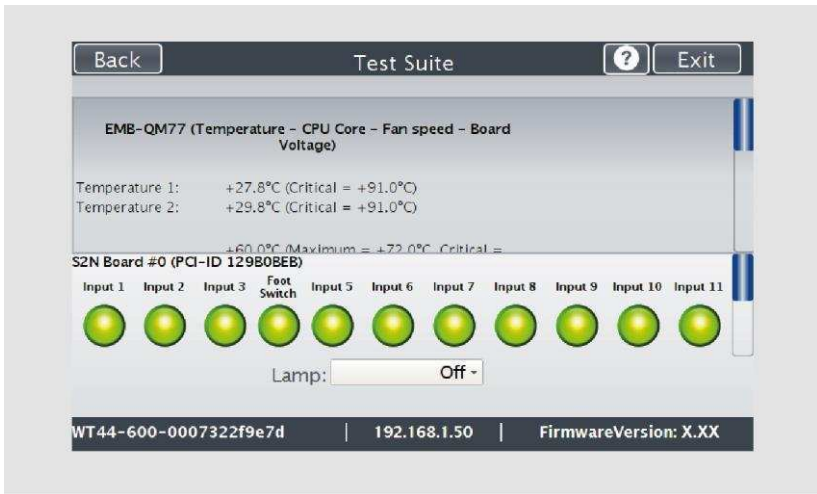 Back
Test Suite
?
Exit
EMB-QM77 (Temperature - CPU Core - Fan speed - Board
Voltage)
Temperature 1: +27.8°C (Critical = +91.0°C)
Temperature 2: +29.8°C (Critical = +91.0°C)
+60.0°C (Maximum = +72.0°C, Critical =
S2N Board #0 (PCI-ID 129B0BEB)
Input 1 Input 2 Input 3 Foot Switch Input 5 Input 6 Input 7 Input 8 Input 9 Input 10 Input 11
Lamp: Off
WT44-600-0007322f9e7d | 192.168.1.50 | FirmwareVersion: X.XX